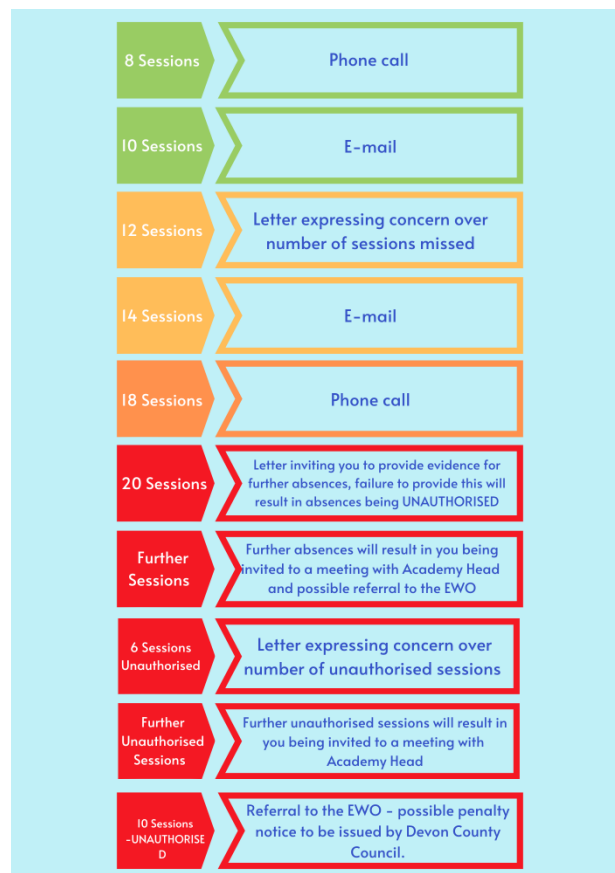 8 Sessions
Phone call
10 Sessions
E-mail
12 Sessions
Letter expressing concern over
number of sessions missed
14 Sessions
E-mail
18 Sessions
Phone call
20 Sessions
Letter inviting you to provide evidence for
further absences, failure to provide this will
result in absences being UNAUTHORISED
Further
Sessions
Further absences will result in you being
invited to a meeting with Academy Head
and possible referral to the EWO
6 Sessions
Unauthorised
Letter expressing concern over
number of unauthorised sessions
Further
Unauthorised
Sessions
Further unauthorised sessions will result in
you being invited to a meeting with
Academy Head
10 Sessions
-UNAUTHORISE
D
Referral to the EWO - possible penalty
notice to be issued by Devon County
Council.